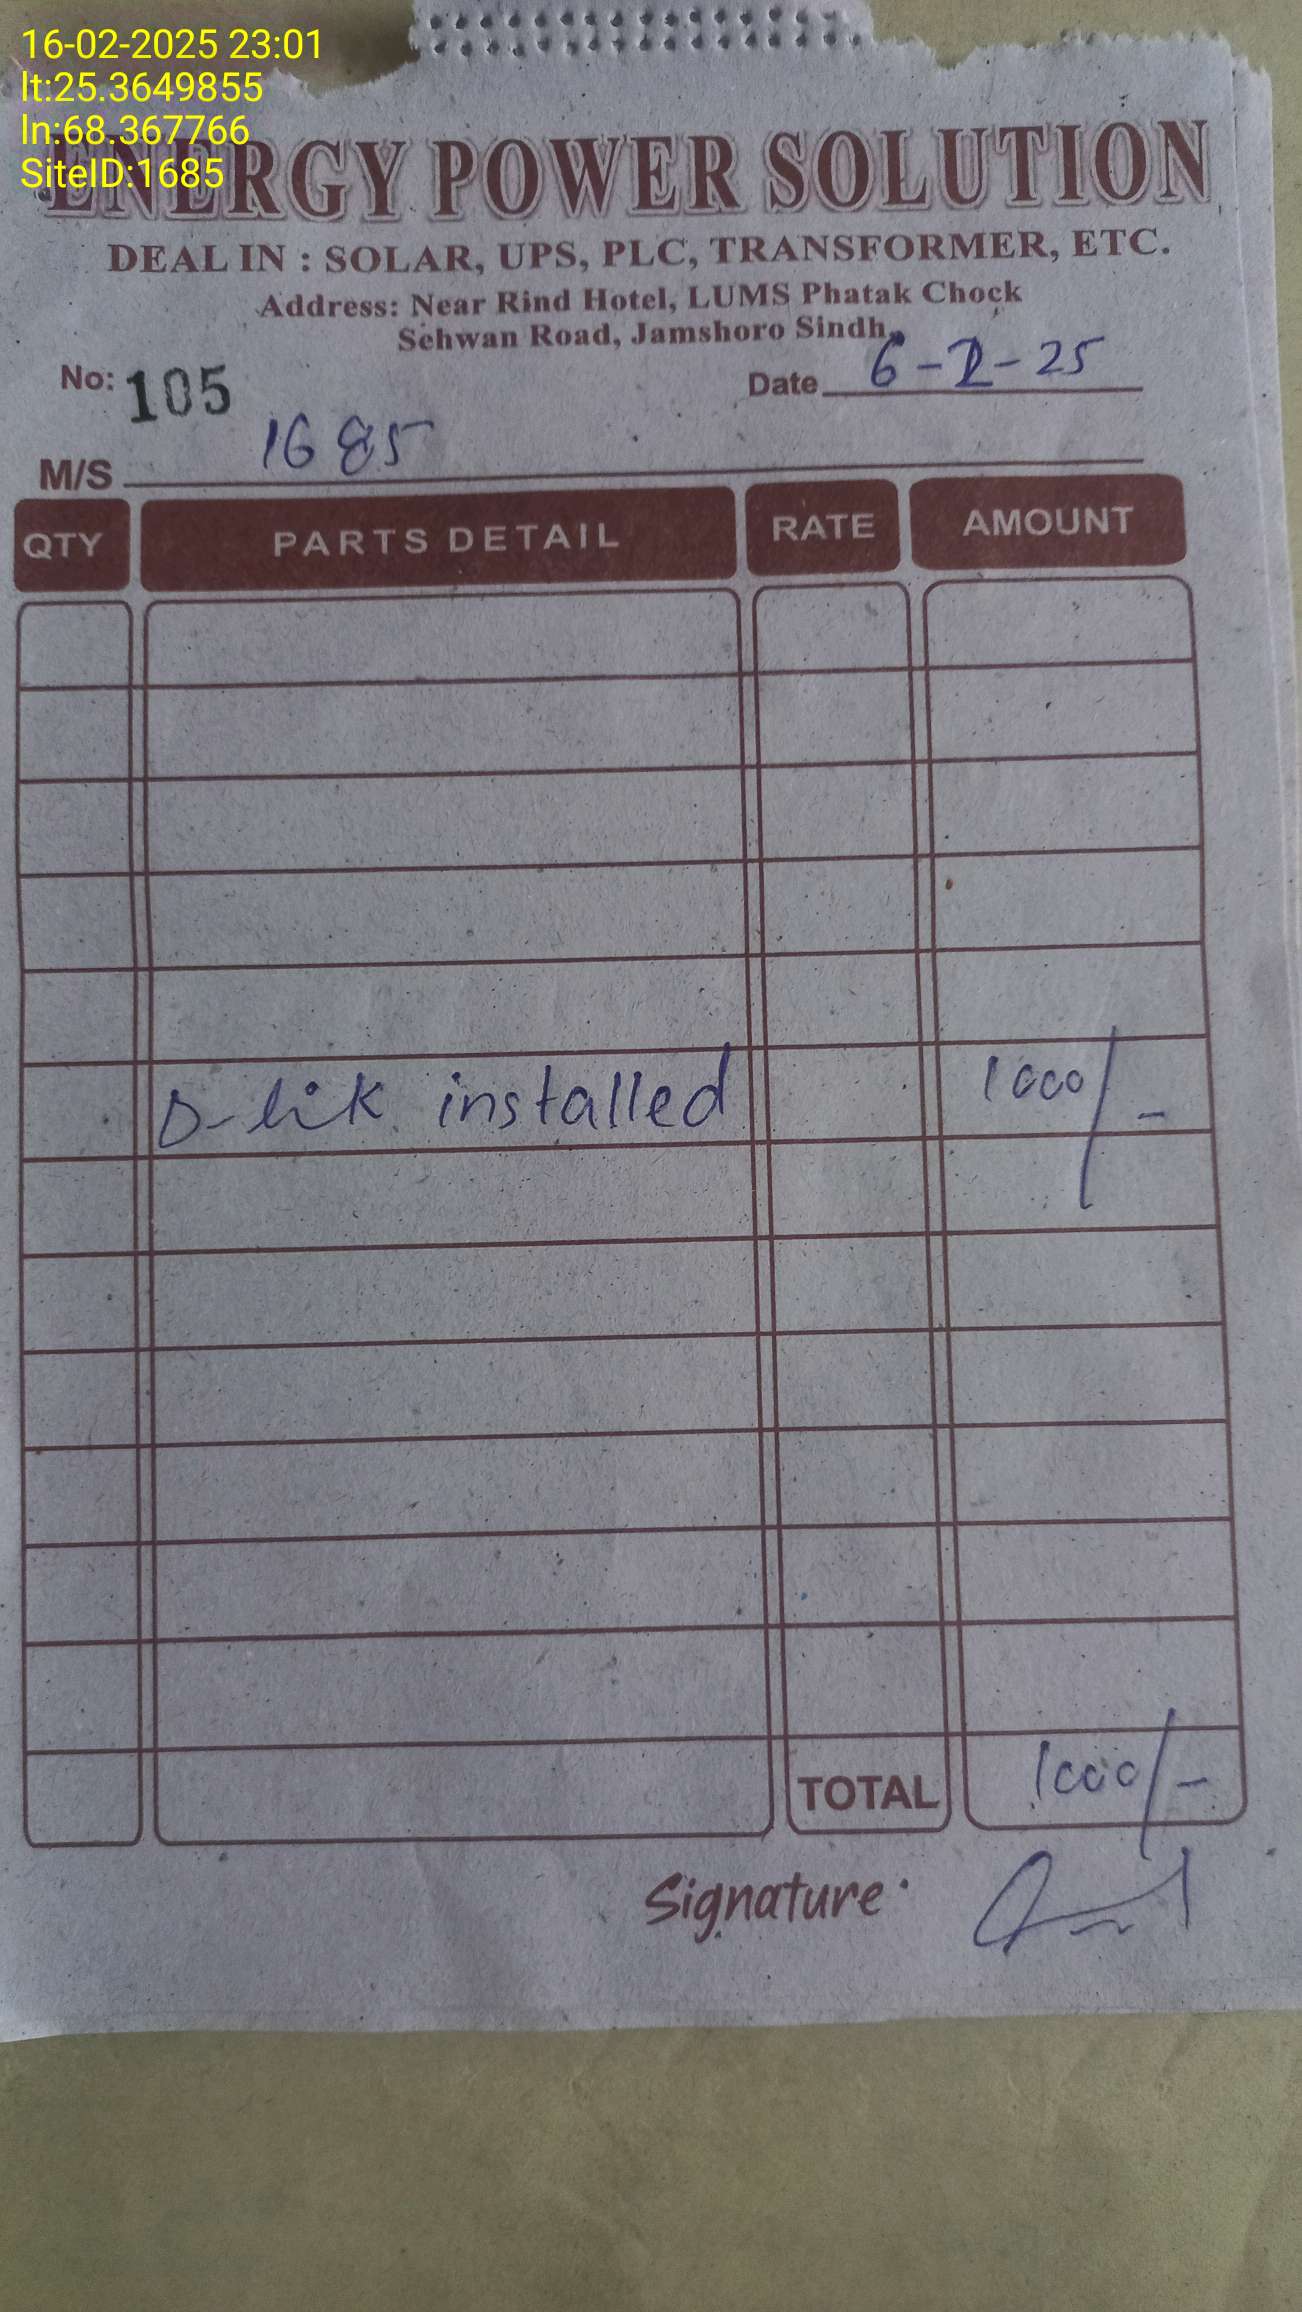 16-02-2025 23:01
lt:25.3649855
ln:68.367766
SiteID:1685
ENERGY POWER SOLUTION
DEAL IN : SOLAR, UPS, PLC, TRANSFORMER, ETC.
Address: Near Rind Hotel, LUMS Phatak Chock
Sehwan Road, Jamshoro Sindh.
No: 105 Date 6-2-25
M/S 1685
QTY PARTS DETAIL RATE AMOUNT
D-lik installed 1000/-
TOTAL 1000/-
Signature: